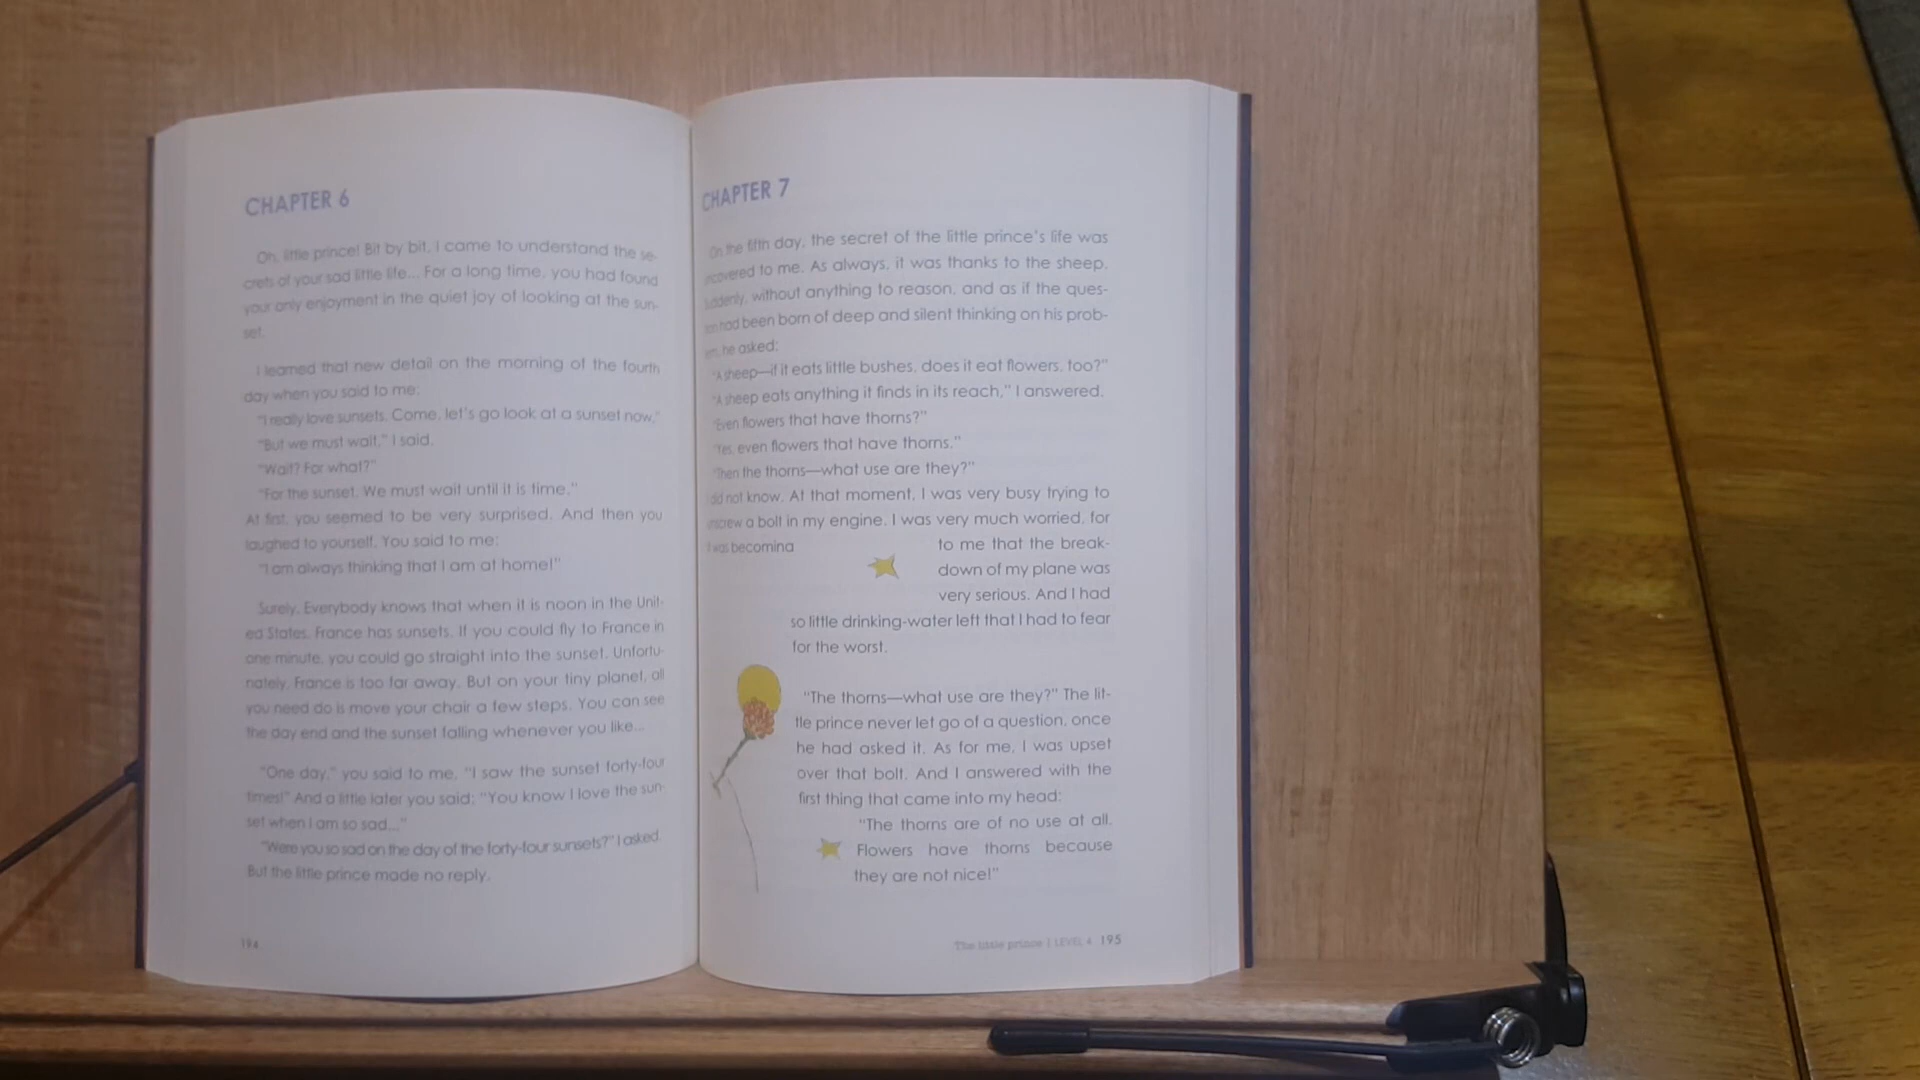 CHAPTER 6
Oh, little prince! Bit by bit, I came to understand the se-
crets of your sad little life... For a long time, you had found
your only enjoyment in the quiet joy of looking at the sun-
set.
I learned that new detail on the morning of the fourth
day when you said to me:
"I really love sunsets. Come, let's go look at a sunset now."
"But we must wait," I said.
"Wait? For what?"
"For the sunset. We must wait until it is time."
At first, you seemed to be very surprised. And then you
laughed to yourself. You said to me:
"I am always thinking that I am at home!"
Surely. Everybody knows that when it is noon in the Unit-
ed States, France has sunsets. If you could fly to France in
one minute, you could go straight into the sunset. Unfortu-
nately, France is too far away. But on your tiny planet, all
you need do is move your chair a few steps. You can see
the day end and the sunset falling whenever you like...
"One day," you said to me, "I saw the sunset forty-four
times!" And a little later you said: "You know I love the sun-
set when I am so sad..."
"Were you so sad on the day of the forty-four sunsets?" I asked.
But the little prince made no reply.
194
CHAPTER 7
On the fifth day, the secret of the little prince's life was
to me. As always, it was thanks to the sheep.
without anything to reason, and as if the ques-
had been born of deep and silent thinking on his prob-
he asked:
"A sheep—if it eats little bushes, does it eat flowers, too?"
"A sheep eats anything it finds in its reach," I answered.
"Even flowers that have thorns?"
"Yes, even flowers that have thorns."
"Then the thorns—what use are they?"
did not know. At that moment, I was very busy trying to
a bolt in my engine. I was very much worried, for
was becoming
to me that the break-
down of my plane was
very serious. And I had
so little drinking-water left that I had to fear
for the worst.
"The thorns—what use are they?" The lit-
tle prince never let go of a question, once
he had asked it. As for me, I was upset
over that bolt. And I answered with the
first thing that came into my head:
"The thorns are of no use at all.
Flowers have thorns because
they are not nice!"
The little prince | LEVEL 4 195